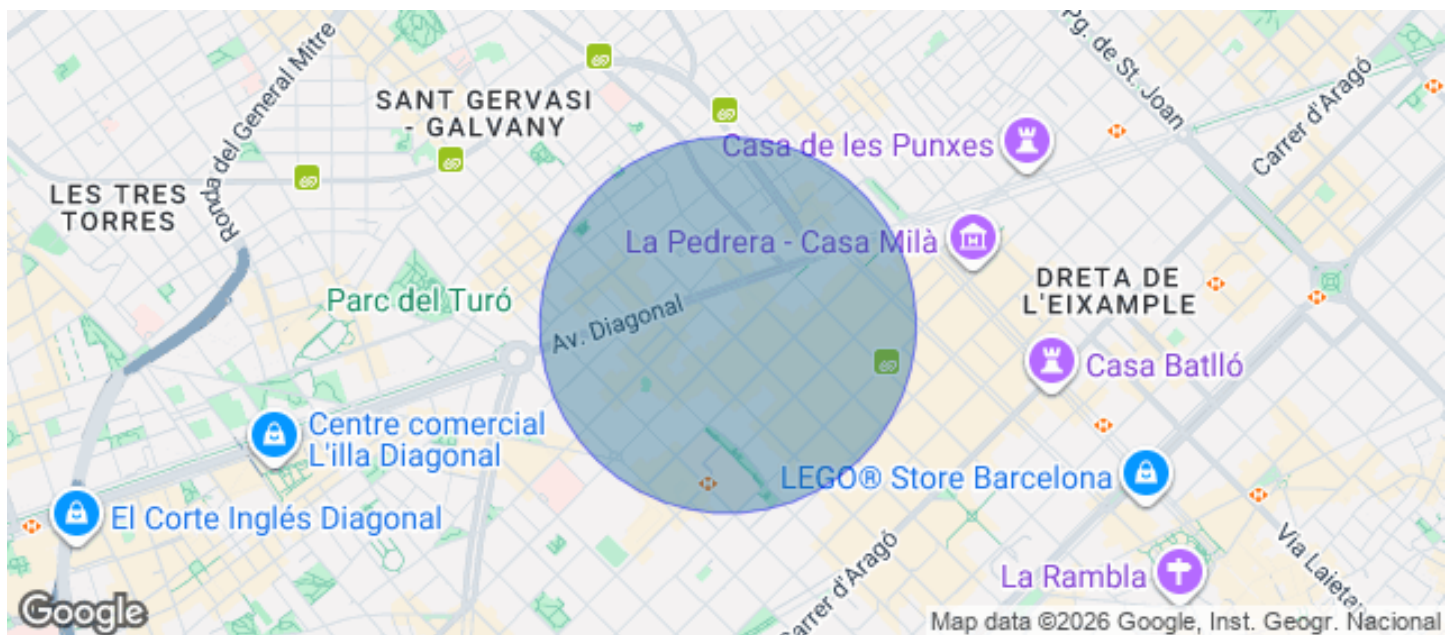 Ronda del General Mitre
SANT GERVASI
- GALVANY
LES TRES
TORRES
Pg. de St. Joan
Carrer d'Aragó
Casa de les Punxes
La Pedrera - Casa Milà
DRETA DE
L'EIXAMPLE
Parc del Turó
Av. Diagonal
Casa Batlló
Centre comercial
L'illa Diagonal
LEGO® Store Barcelona
El Corte Inglés Diagonal
Carrer d'Aragó
La Rambla
Via Laietan
Google
Map data ©2026 Google, Inst. Geogr. Nacional